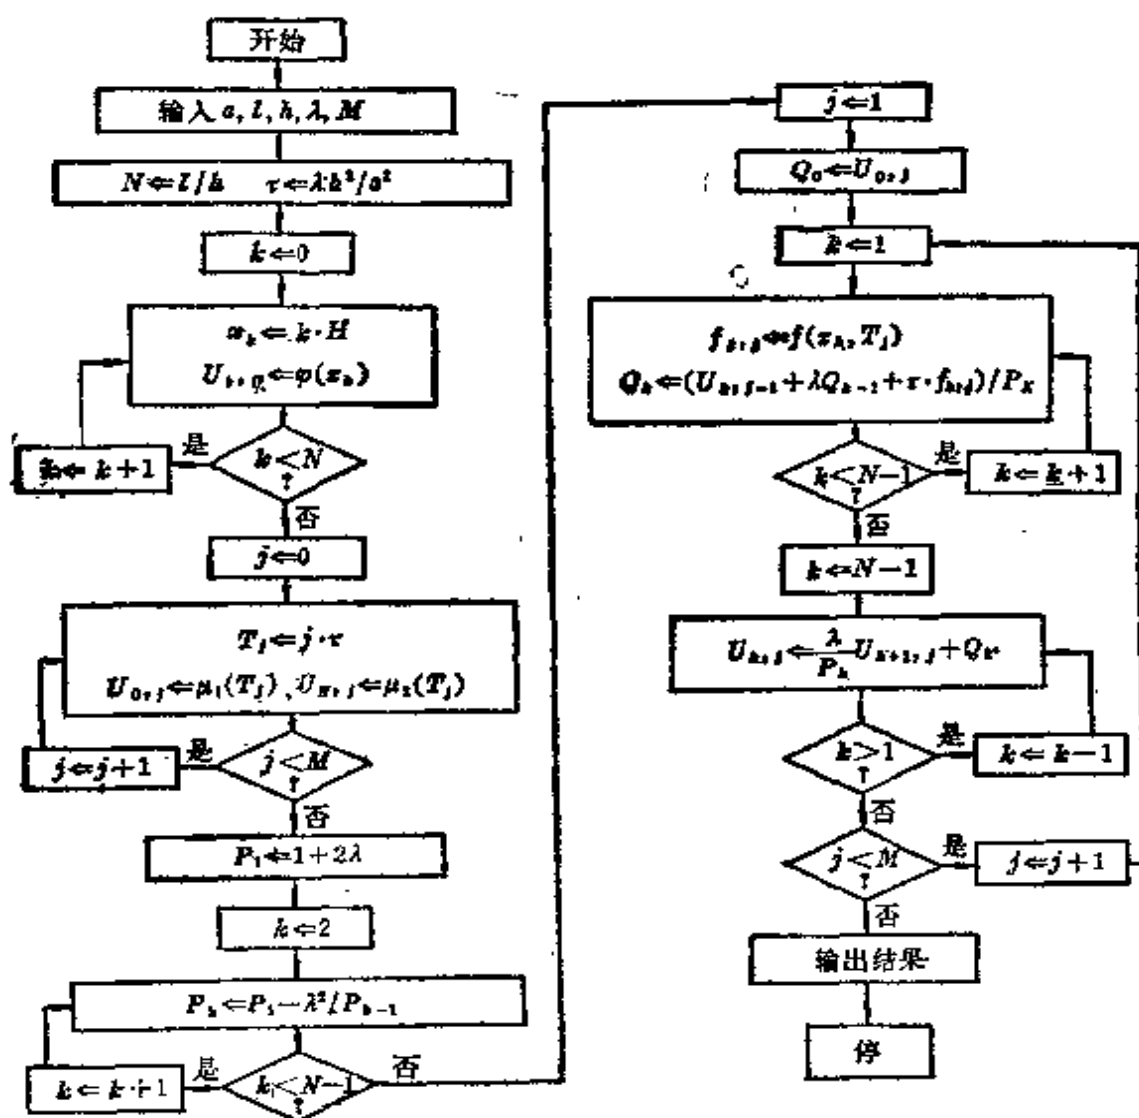 开始
输入 a, l, h, λ, M
N⇐l/h τ⇐λh²/a²
k⇐0
x_k⇐k·H
U_{k,0}⇐φ(x_k)
k<N
?
是
k⇐k+1
否
j⇐0
T_j⇐j·τ
U_{0,j}⇐μ₁(T_j), U_{N,j}⇐μ₂(T_j)
j<M
?
是
j⇐j+1
否
P₁⇐1+2λ
k⇐2
P_k⇐P₁-λ²/P_{k-1}
k<N-1
?
是
k⇐k+1
否
j⇐1
Q₀⇐U_{0,j}
k⇐1
f_{k,j}⇐f(x_k, T_j)
Q_k⇐(U_{k,j-1}+λQ_{k-1}+τ·f_{k,j})/P_K
k<N-1
?
是
k⇐k+1
否
k⇐N-1
U_{k,j}⇐λ/P_k U_{k+1,j}+Q_k
k>1
?
是
k⇐k-1
否
j<M
?
是
j⇐j+1
否
输出结果
停